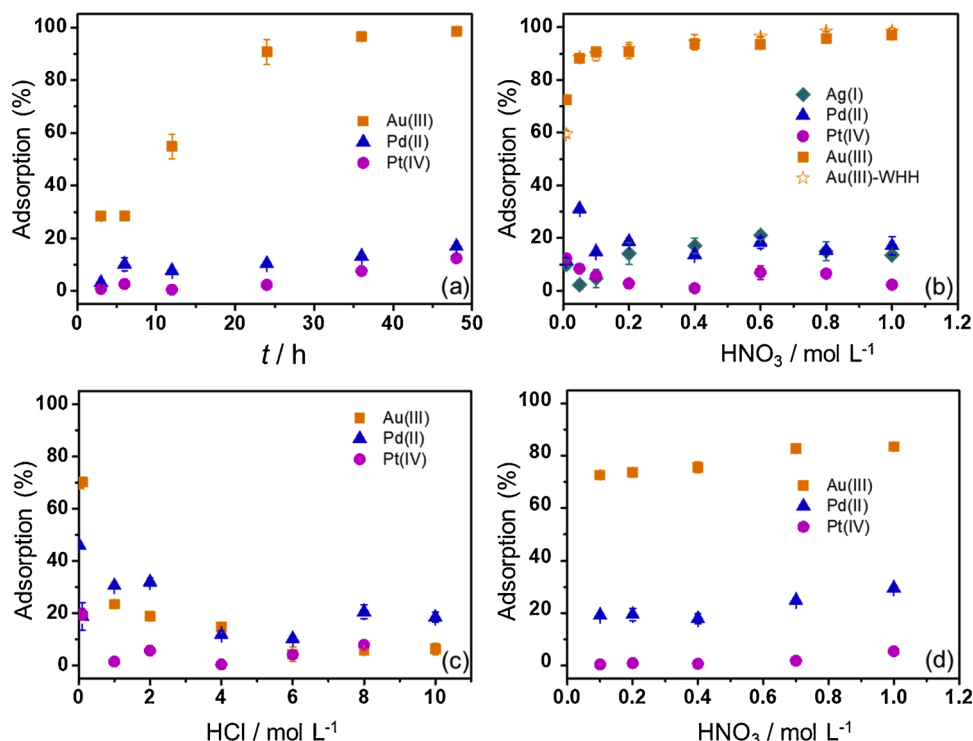 100
80
60
40
20
0
Adsorption (%)
Au(III)
Pd(II)
Pt(IV)
(a)
0 10 20 30 40 50
t / h
100
80
60
40
20
0
Adsorption (%)
Ag(I)
Pd(II)
Pt(IV)
Au(III)
Au(III)-WHH
(b)
0.0 0.2 0.4 0.6 0.8 1.0 1.2
HNO₃ / mol L⁻¹
100
80
60
40
20
0
Adsorption (%)
Au(III)
Pd(II)
Pt(IV)
(c)
0 2 4 6 8 10
HCl / mol L⁻¹
100
80
60
40
20
0
Adsorption (%)
Au(III)
Pd(II)
Pt(IV)
(d)
0.0 0.2 0.4 0.6 0.8 1.0 1.2
HNO₃ / mol L⁻¹